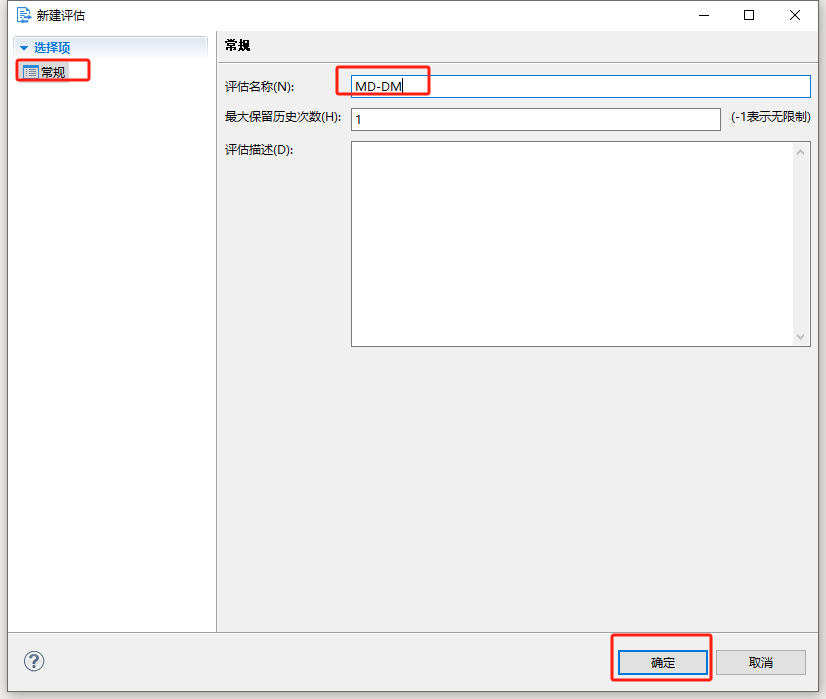 新建评估
选择项
常规
常规
评估名称(N):
MD-DM
最大保留历史次数(H):
1
(-1表示无限制)
评估描述(D):
?
确定
取消